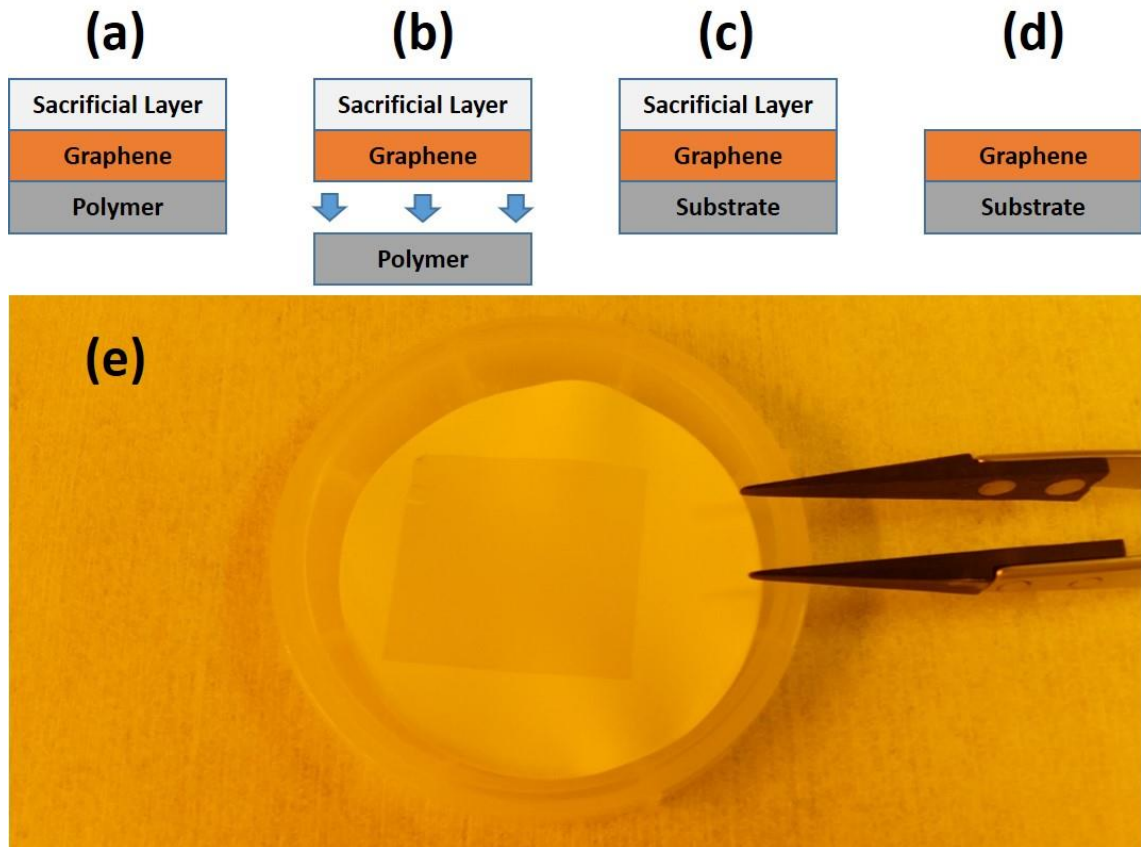 (a)
(b)
(c)
(d)
Sacrificial Layer
Graphene
Polymer
Sacrificial Layer
Graphene
Polymer
Sacrificial Layer
Graphene
Substrate
Graphene
Substrate
(e)